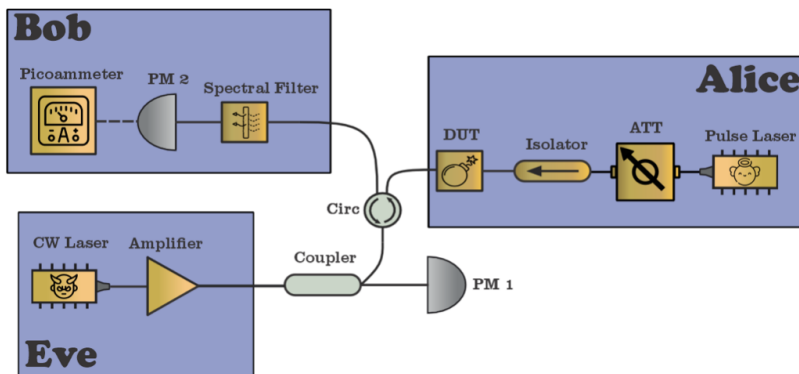 Bob
Picoammeter
PM 2
Spectral Filter
A
Alice
DUT
Isolator
ATT
Pulse Laser
Circ
CW Laser
Amplifier
Coupler
PM 1
Eve